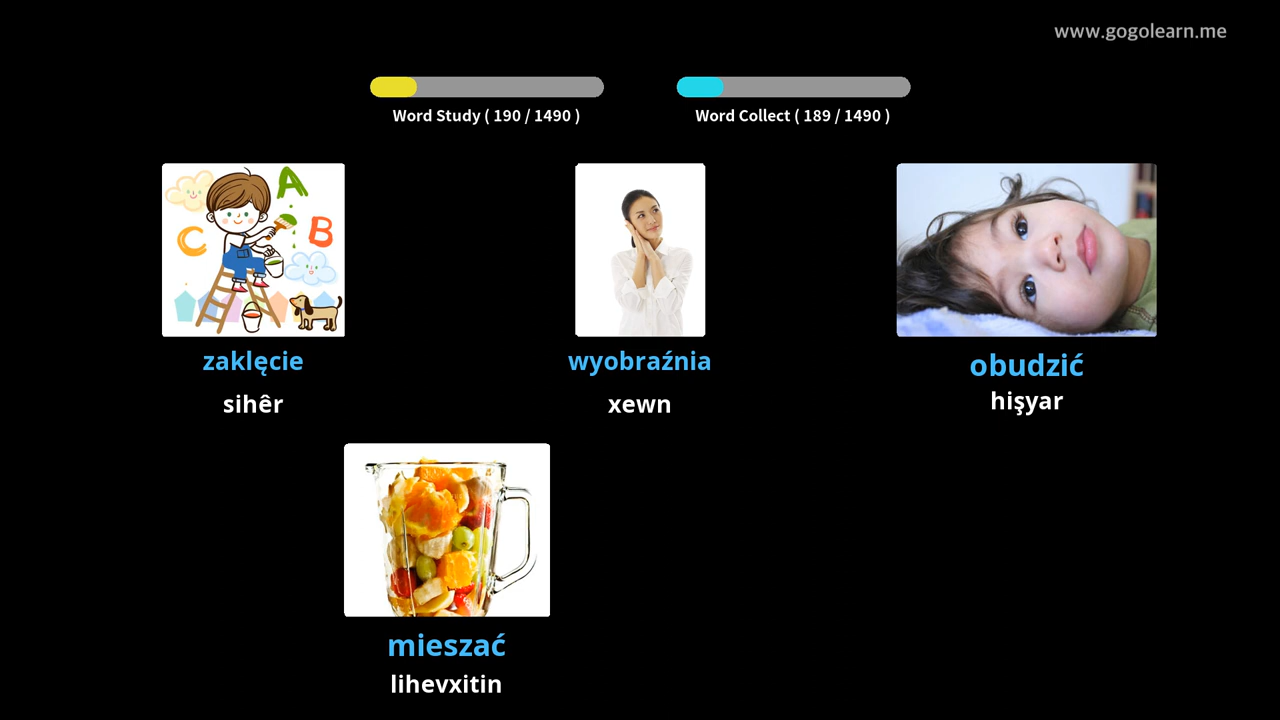 www.gogolearn.me
Word Study ( 190 / 1490 )
Word Collect ( 189 / 1490 )
A
B
C
zaklęcie
wyobraźnia
obudzić
sihêr
xewn
hişyar
mieszać
lihevxitin